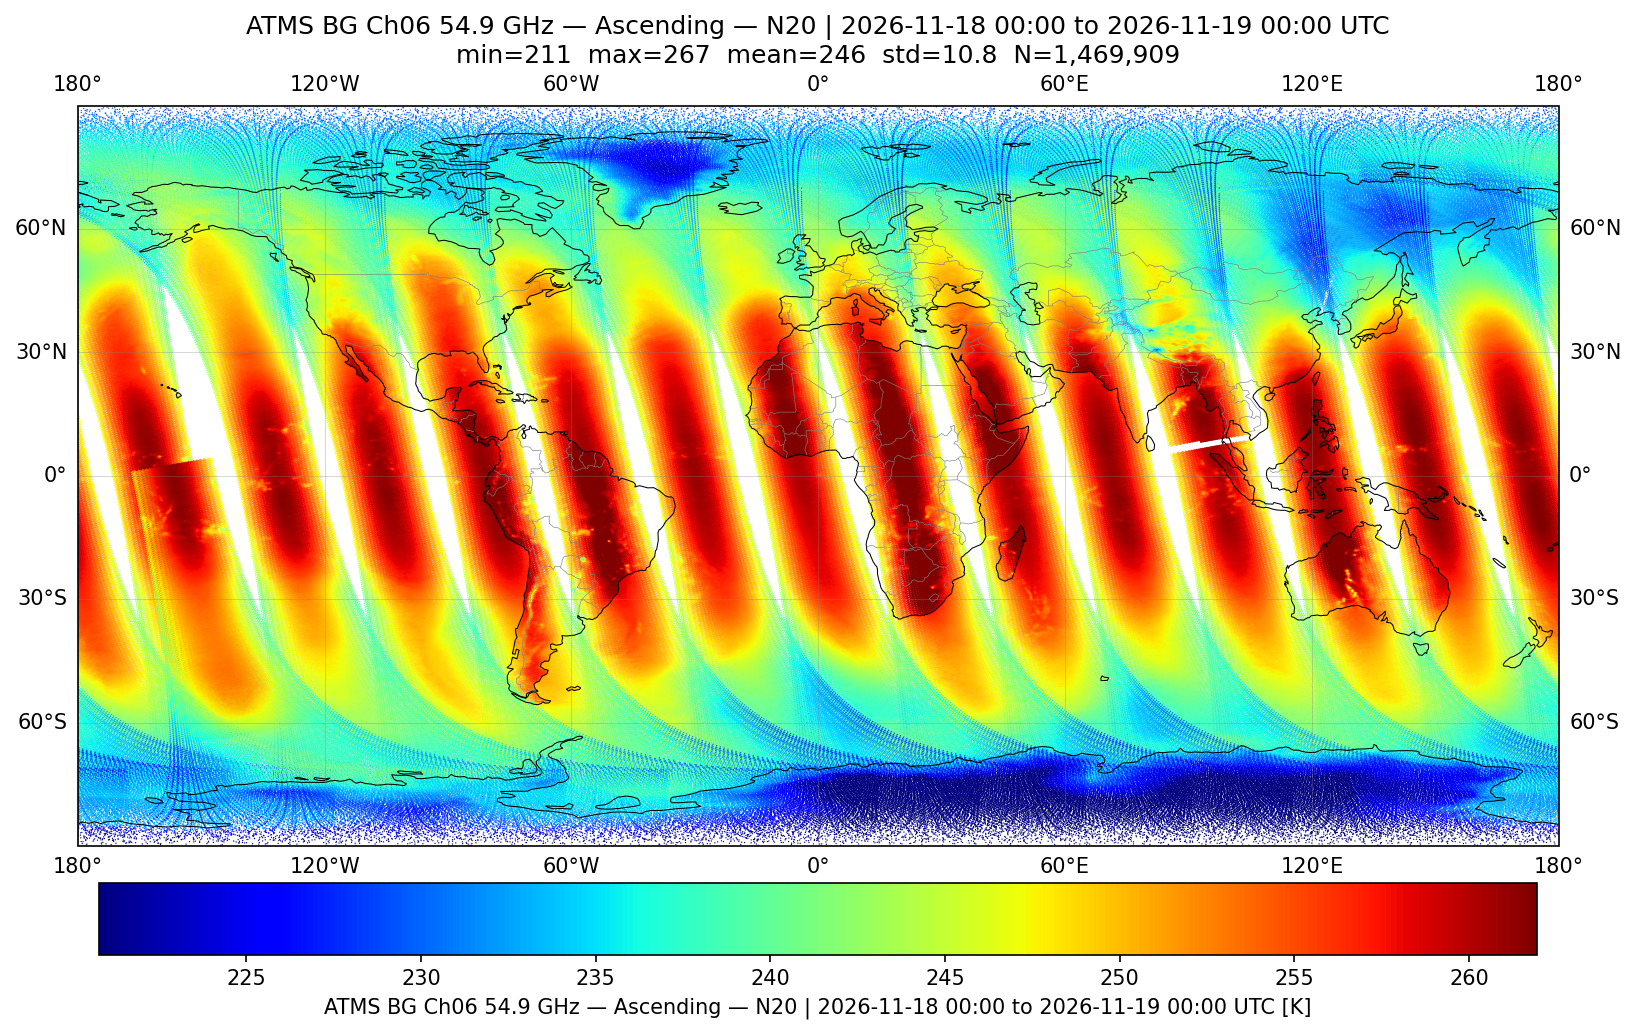 ATMS BG Ch06 54.9 GHz — Ascending — N20 | 2026-11-18 00:00 to 2026-11-19 00:00 UTC
min=211 max=267 mean=246 std=10.8 N=1,469,909
180° 120°W 60°W 0° 60°E 120°E 180°
60°N 60°N
30°N 30°N
0° 0°
30°S 30°S
60°S 60°S
180° 120°W 60°W 0° 60°E 120°E 180°
225 230 235 240 245 250 255 260
ATMS BG Ch06 54.9 GHz — Ascending — N20 | 2026-11-18 00:00 to 2026-11-19 00:00 UTC [K]